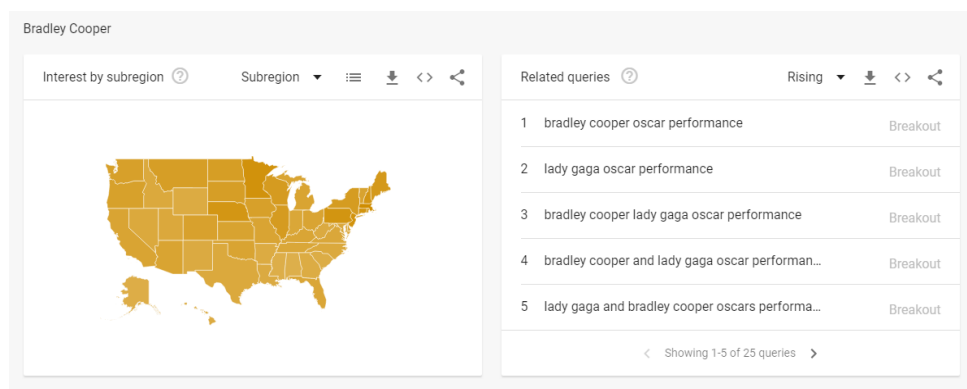 Bradley Cooper
Interest by subregion
Subregion
Related queries
Rising
1 bradley cooper oscar performance Breakout
2 lady gaga oscar performance Breakout
3 bradley cooper lady gaga oscar performance Breakout
4 bradley cooper and lady gaga oscar performan... Breakout
5 lady gaga and bradley cooper oscars performa... Breakout
Showing 1-5 of 25 queries